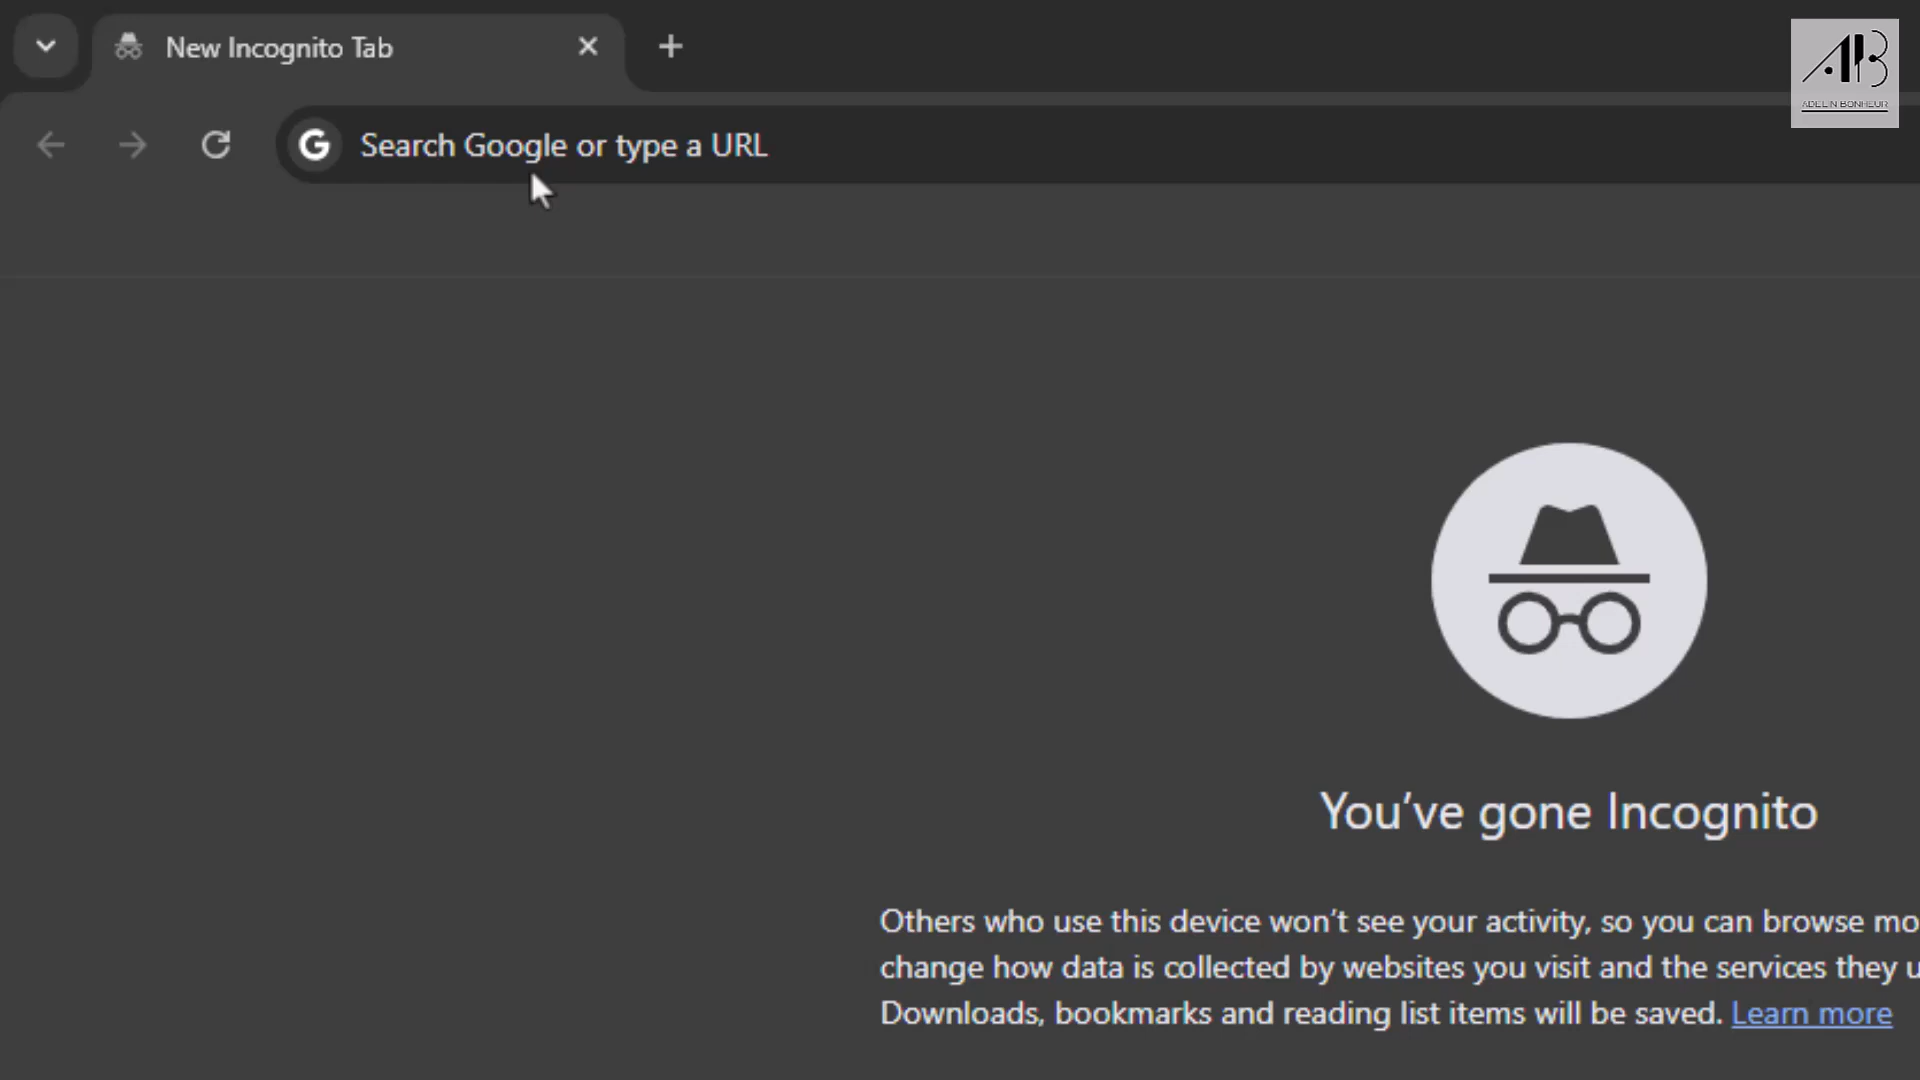 New Incognito Tab
Search Google or type a URL
ADELIN BONHEUR
You’ve gone Incognito
Others who use this device won’t see your activity, so you can browse mo
change how data is collected by websites you visit and the services they u
Downloads, bookmarks and reading list items will be saved. Learn more